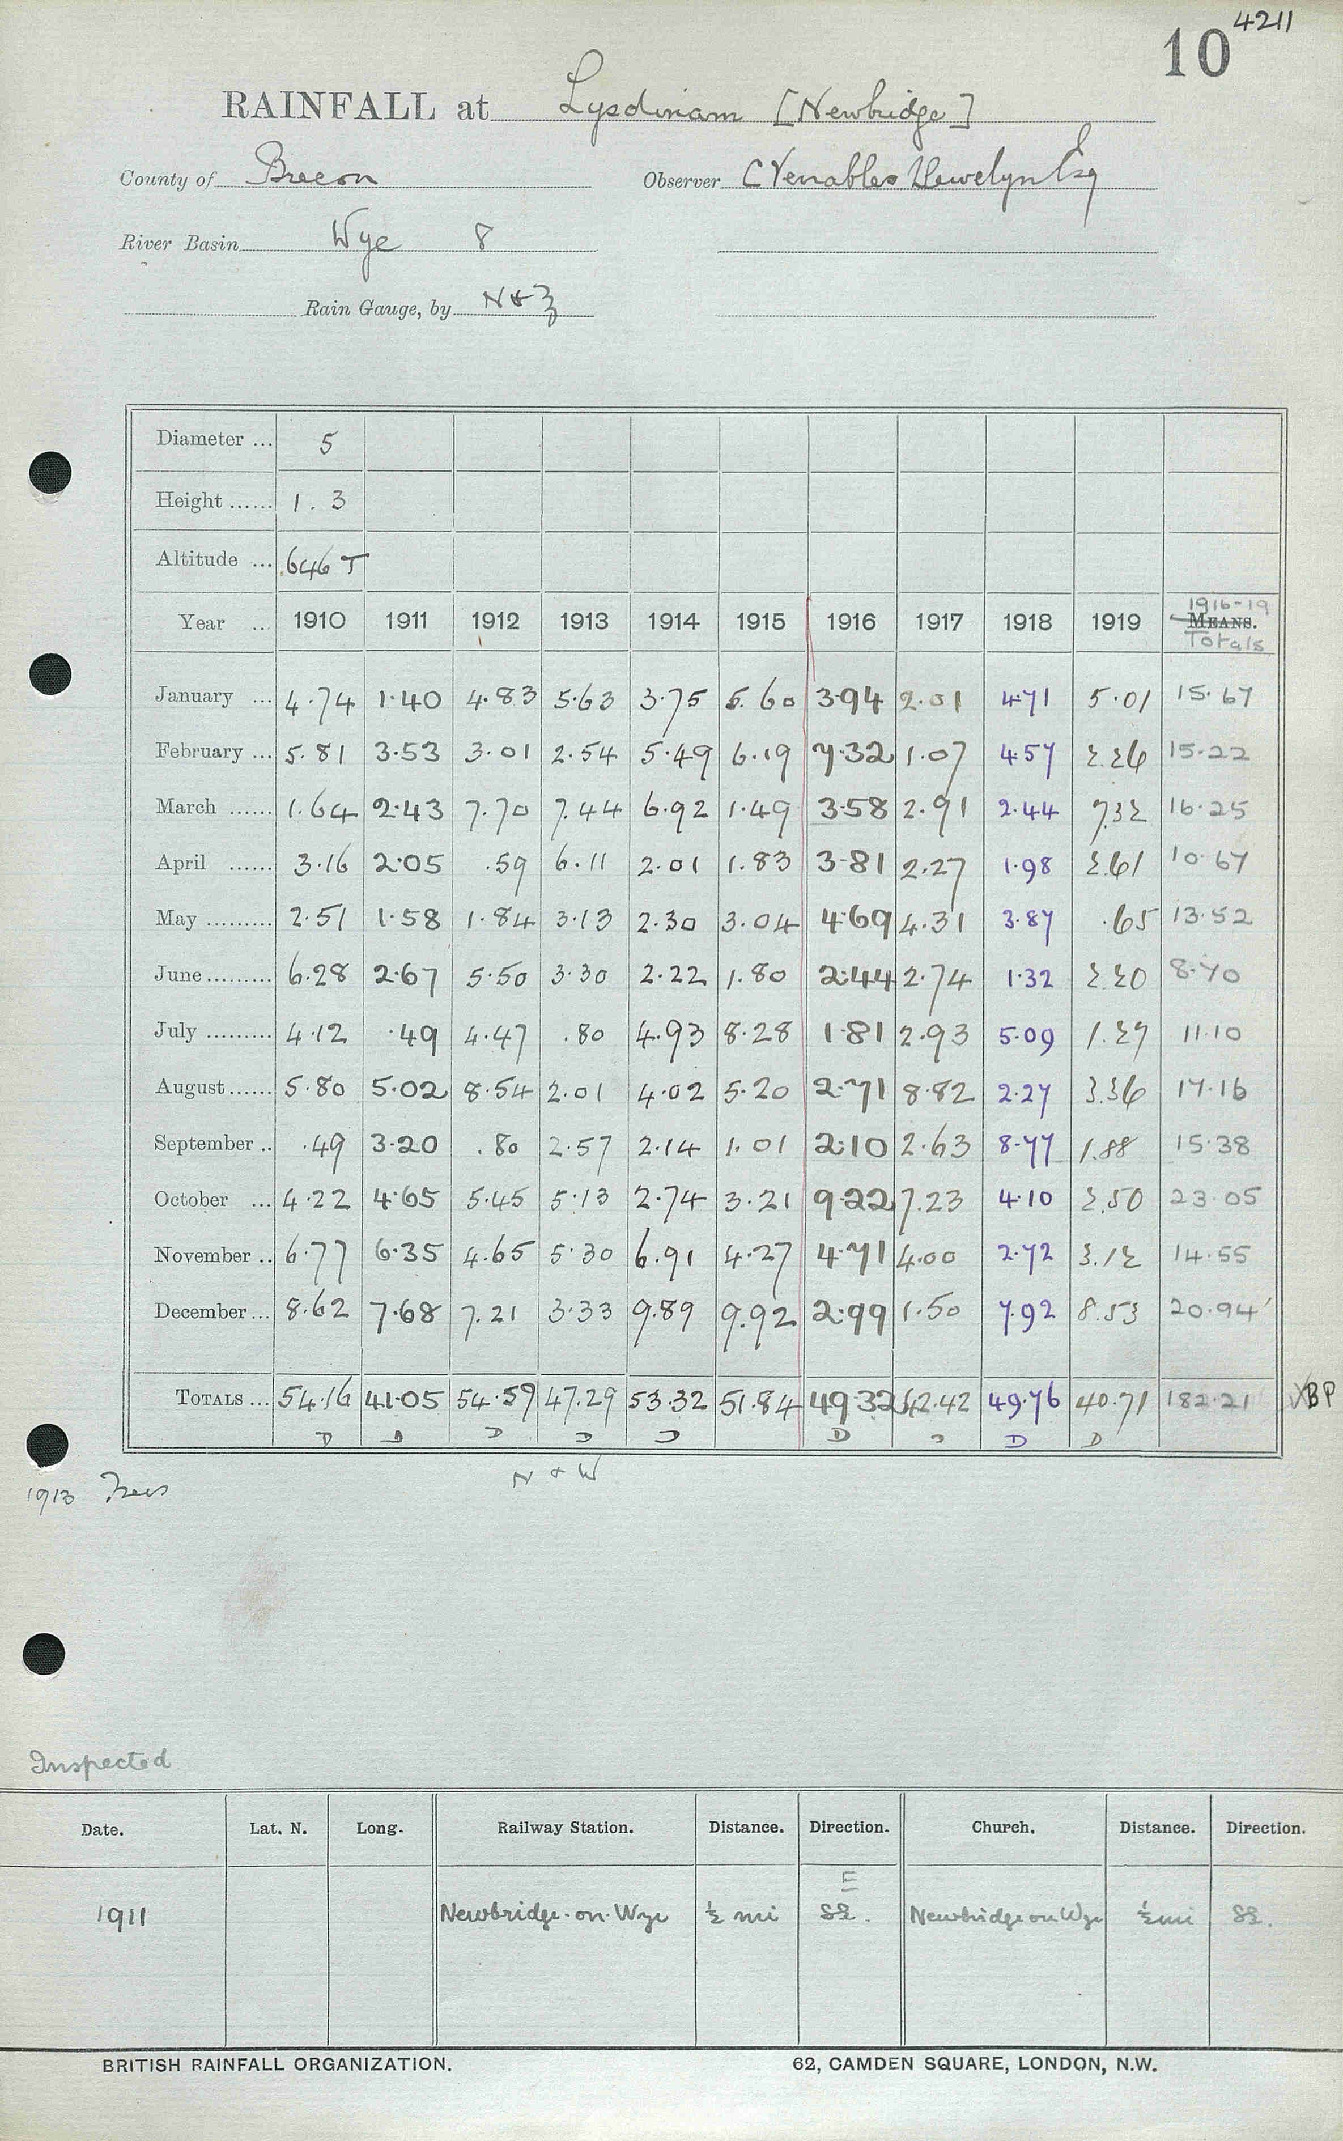 4211
10
RAINFALL at Lysdinam [Newbridge]
County of Brecon Observer C Venables Llewelyn Esq
River Basin Wye 8
Rain Gauge, by N&Z
Diameter ... 5
Height ...... 1.3
Altitude ... 646 T
Year ... 1910 1911 1912 1913 1914 1915 1916 1917 1918 1919 1916-19 MEANS. Totals
January ... 4.74 1.40 4.83 5.63 3.75 5.60 3.94 2.01 4.71 5.01 15.67
February ... 5.81 3.53 3.01 2.54 5.49 6.19 7.32 1.07 4.57 2.26 15.22
March ...... 1.64 2.43 7.70 7.44 6.92 1.49 3.58 2.91 2.44 7.32 16.25
April ...... 3.16 2.05 .59 6.11 2.01 1.83 3.81 2.27 1.98 2.61 10.67
May ......... 2.51 1.58 1.84 3.13 2.30 3.04 4.69 4.31 3.87 .65 13.52
June ......... 6.28 2.67 5.50 3.30 2.22 1.80 2.44 2.74 1.32 2.20 8.70
July ......... 4.12 .49 4.47 .80 4.93 8.28 1.81 2.93 5.09 1.27 11.10
August ...... 5.80 5.02 8.54 2.01 4.02 5.20 2.71 8.82 2.27 3.36 17.16
September .. .49 3.20 .80 2.57 2.14 1.01 2.10 2.63 8.77 1.88 15.38
October ... 4.22 4.65 5.45 5.13 2.74 3.21 9.22 7.23 4.10 2.50 23.05
November .. 6.77 6.35 4.65 5.30 6.91 4.27 4.71 4.00 2.72 3.12 14.55
December ... 8.62 7.68 7.21 3.33 9.89 9.92 2.99 1.50 7.92 8.53 20.94
TOTALS ... 54.16 41.05 54.59 47.29 53.32 51.84 49.32 42.42 49.76 40.71 182.21 BP
D D D D D D D D D
N & W
1913 Trees
Inspected
Date. Lat. N. Long. Railway Station. Distance. Direction. Church. Distance. Direction.
E
1911 Newbridge-on-Wye ½ mi SE. Newbridge on Wye ½ mi SE.
BRITISH RAINFALL ORGANIZATION. 62, CAMDEN SQUARE, LONDON, N.W.